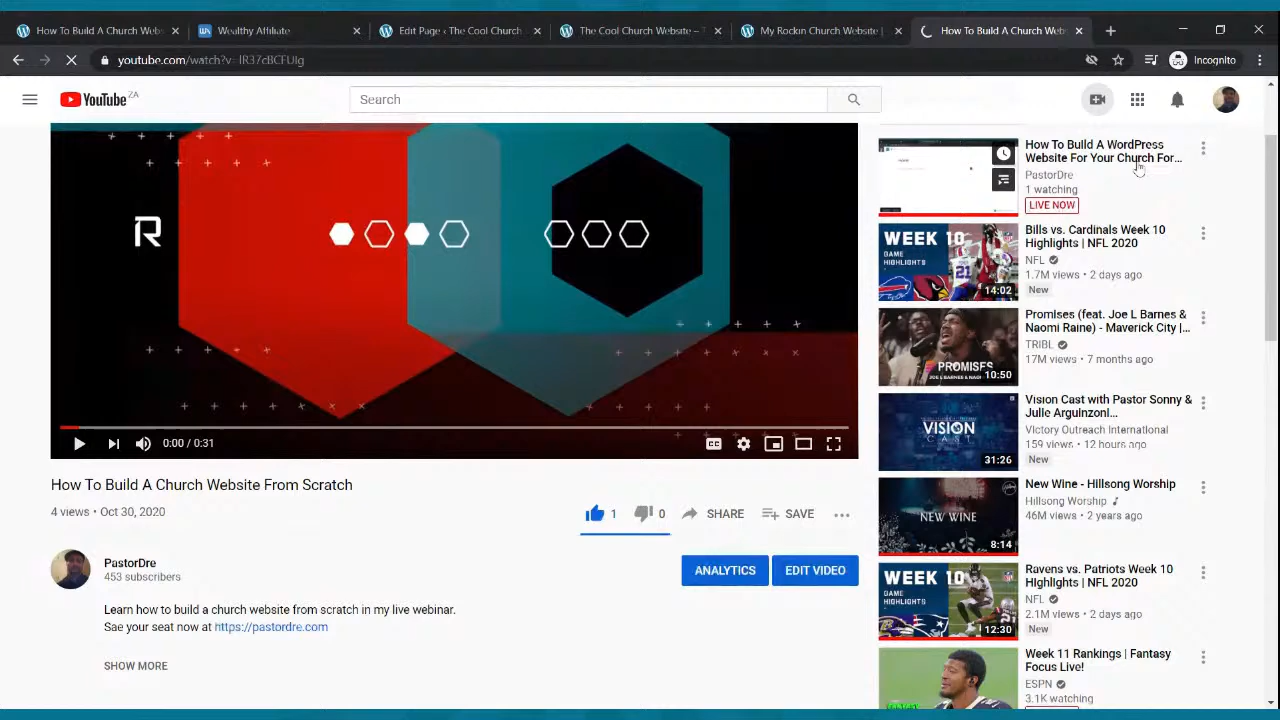 How To Build A Church Web
Wealthy Affiliate
Edit Page ‹ The Cool Church
The Cool Church Website – T
My Rockin Church Website |
How To Build A Church Web
youtube.com/watch?v=IR37cBCFUIg
Incognito
YouTube ZA
Search
R
0:00 / 0:31
CC
How To Build A Church Website From Scratch
4 views • Oct 30, 2020
1
0
SHARE
SAVE
PastorDre
453 subscribers
ANALYTICS
EDIT VIDEO
Learn how to build a church website from scratch in my live webinar.
Sae your seat now at https://pastordre.com
SHOW MORE
How To Build A WordPress
Website For Your Church For...
PastorDre
1 watching
LIVE NOW
WEEK 10
GAME
HIGHLIGHTS
14:02
Bills vs. Cardinals Week 10
Highlights | NFL 2020
NFL
1.7M views • 2 days ago
New
PROMISES
10:50
Promises (feat. Joe L Barnes &
Naomi Raine) - Maverick City |...
TRIBL
17M views • 7 months ago
VISION
CAST
31:26
Vision Cast with Pastor Sonny &
Julie Arguinzoni...
Victory Outreach International
159 views • 12 hours ago
New
NEW WINE
8:14
New Wine - Hillsong Worship
Hillsong Worship
46M views • 2 years ago
WEEK 10
GAME
HIGHLIGHTS
12:30
Ravens vs. Patriots Week 10
Highlights | NFL 2020
NFL
2.1M views • 2 days ago
New
Week 11 Rankings | Fantasy
Focus Live!
ESPN
3.1K watching